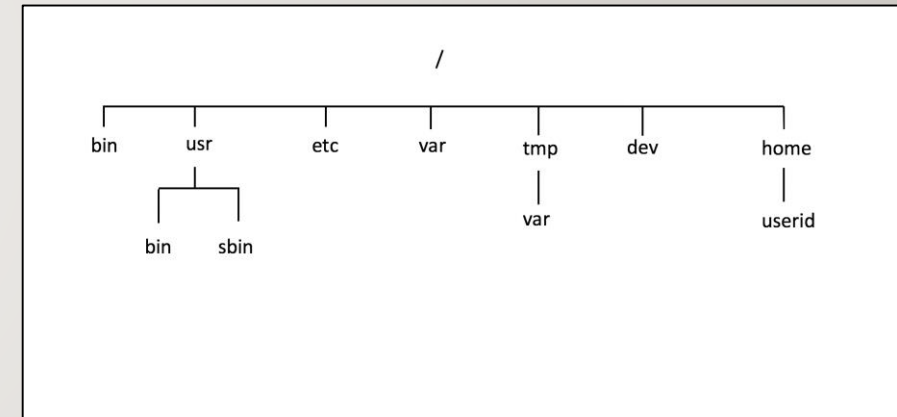 /
bin usr etc var tmp dev home
var userid
bin sbin